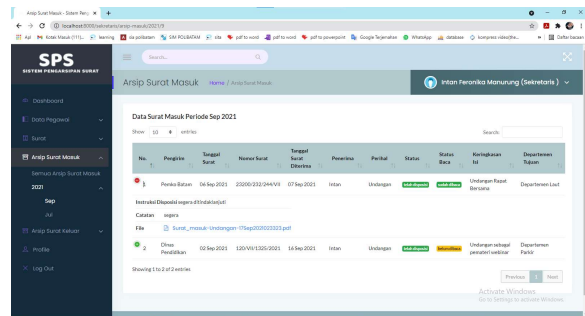 Arsip Surat Masuk - Sistem Peng
localhost:8000/sekretaris/arsip-masuk/2021/9
Apl
Kotak Masuk (111)...
learning
sia polibatam
SIM POLIBATAM
sita
pdf to word
pdf to word
pdf to powerpoint
Google Terjemahan
WhatsApp
database
kompress video(the...
Daftar bacaan
SPS
SISTEM PENGARSIPAN SURAT
Search...
Arsip Surat Masuk
Home / Arsip Surat Masuk
Intan Feronika Manurung (Sekretaris )
Dashboard
Data Pegawai
Surat
Arsip Surat Masuk
Semua Arsip Surat Masuk
2021
Sep
Jul
Arsip Surat Keluar
Profile
Log Out
Data Surat Masuk Periode Sep 2021
Show 10 entries
Search:
No. Pengirim Tanggal Surat Nomor Surat Tanggal Surat Diterima Penerima Perihal Status Status Baca Keringkasan Isi Departemen Tujuan
1 Pemko Batam 06 Sep 2021 23200/232/244/VII 07 Sep 2021 Intan Undangan telah disposisi sudah dibaca Undangan Rapat Bersama Departemen Laut
Instruksi Disposisi segera ditindaklanjuti
Catatan segera
File Surat_masuk-Undangan-17Sep2021023203.pdf
2 Dinas Pendidikan 02 Sep 2021 120/VII/1325/2021 16 Sep 2021 Intan Undangan telah disposisi belum dibaca Undangan sebagai pemateri webinar Departemen Parkir
Showing 1 to 2 of 2 entries
Previous 1 Next
Activate Windows
Go to Settings to activate Windows.